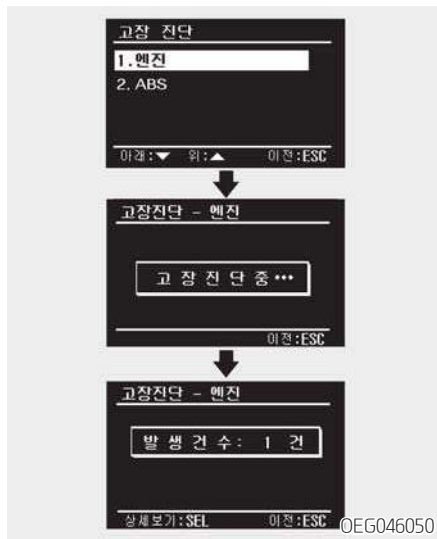 고장 진단
1.엔진
2. ABS
아래:▼ 위:▲ 이전:ESC
고장진단 - 엔진
고 장 진 단 중 •••
이전:ESC
고장진단 - 엔진
발 생 건 수 : 1 건
상세보기:SEL 이전:ESC
OEG046050